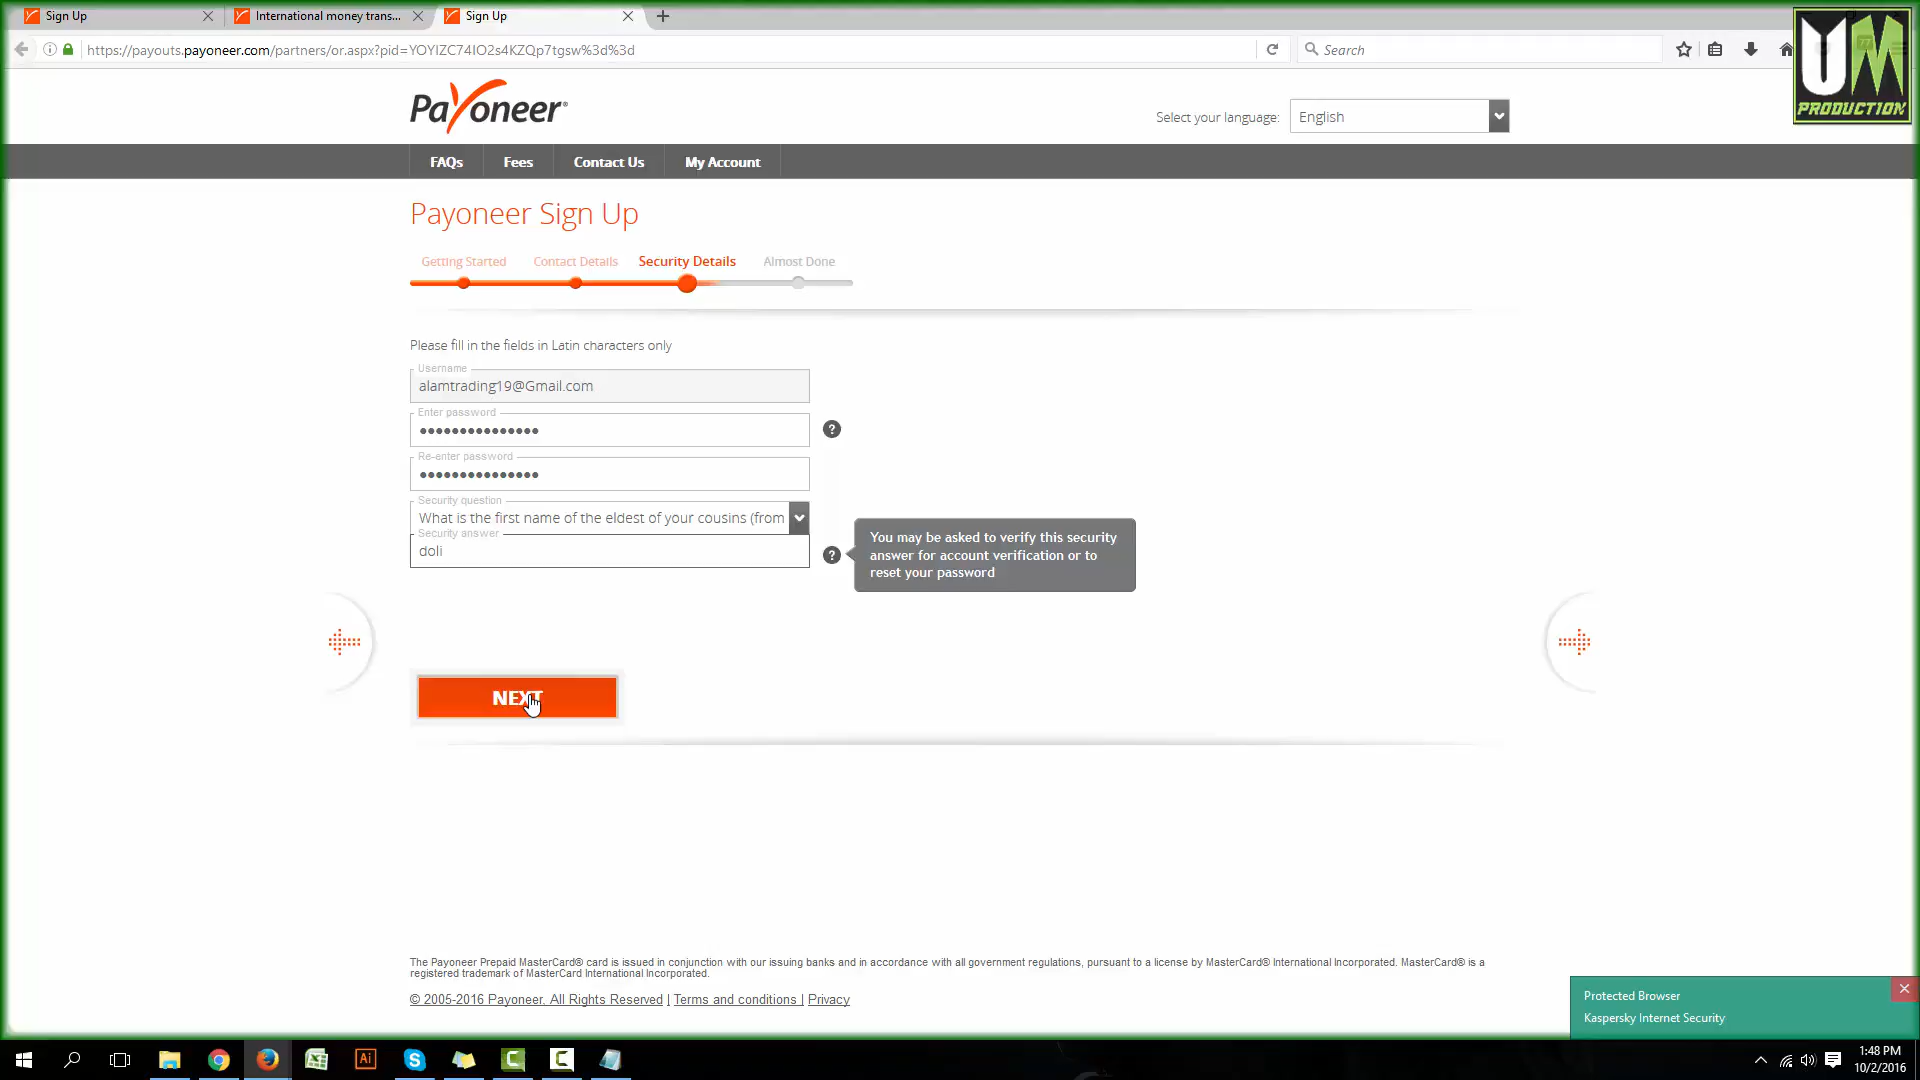 Sign Up
International money trans...
Sign Up
https://payouts.payoneer.com/partners/or.aspx?pid=YOYIZC74IO2s4KZQp7tgsw%3d%3d
Search
UM
PRODUCTION
Payoneer
Select your language:
English
FAQs
Fees
Contact Us
My Account
Payoneer Sign Up
Getting Started
Contact Details
Security Details
Almost Done
Please fill in the fields in Latin characters only
Username
alamtrading19@Gmail.com
Enter password
•••••••••••••••
?
Re-enter password
•••••••••••••••
Security question
What is the first name of the eldest of your cousins (from
Security answer
doli
?
You may be asked to verify this security
answer for account verification or to
reset your password
NEXT
The Payoneer Prepaid MasterCard® card is issued in conjunction with our issuing banks and in accordance with all government regulations, pursuant to a license by MasterCard® International Incorporated. MasterCard® is a
registered trademark of MasterCard International Incorporated.
© 2005-2016 Payoneer. All Rights Reserved | Terms and conditions | Privacy
Protected Browser
Kaspersky Internet Security
Ai
1:48 PM
10/2/2016